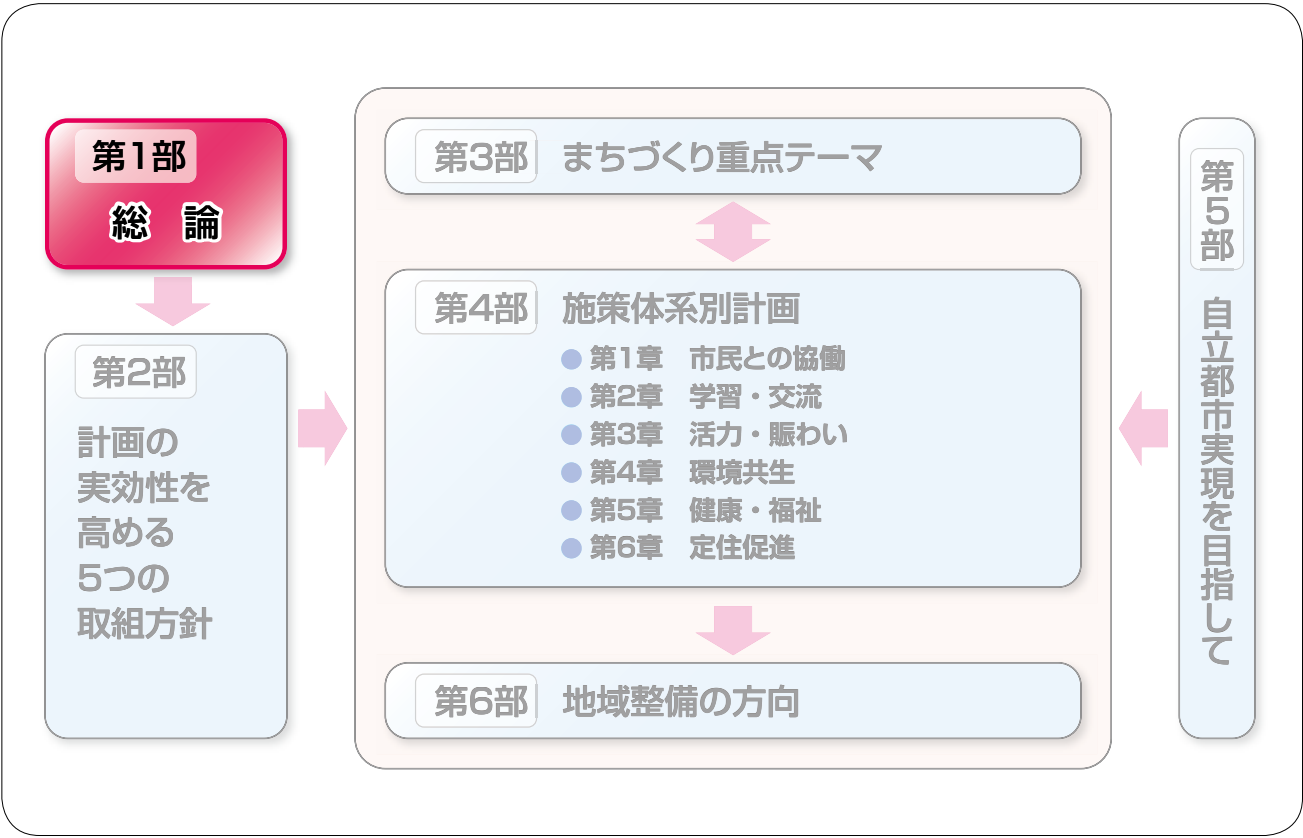 第1部
総 論
第2部
計画の
実効性を
高める
5つの
取組方針
第3部 まちづくり重点テーマ
第4部 施策体系別計画
● 第1章 市民との協働
● 第2章 学習・交流
● 第3章 活力・賑わい
● 第4章 環境共生
● 第5章 健康・福祉
● 第6章 定住促進
第6部 地域整備の方向
第5部 自立都市実現を目指して